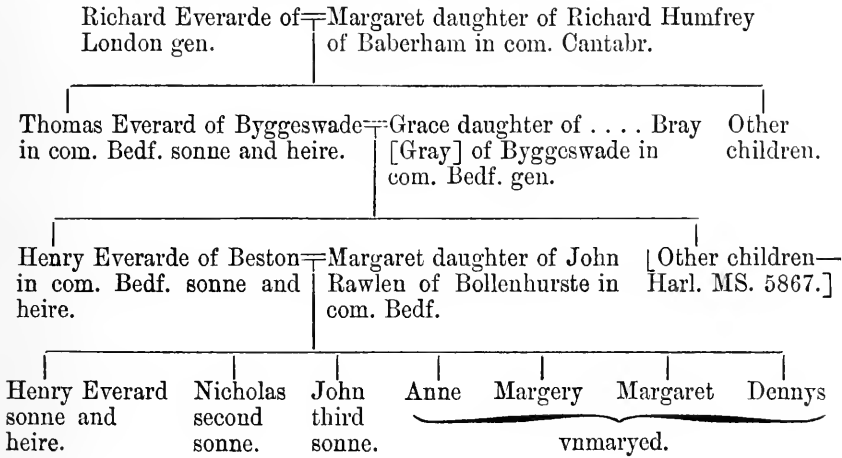 Richard Everarde of Margaret daughter of Richard Humfrey
London gen. of Baberham in com. Cantabr.
Thomas Everard of Byggeswade Grace daughter of . . . . Bray Other
in com. Bedf. sonne and heire. [Gray] of Byggeswade in children.
com. Bedf. gen.
Henry Everarde of Beston Margaret daughter of John [Other children—
in com. Bedf. sonne and Rawlen of Bollenhurste in Harl. MS. 5867.]
heire. com. Bedf.
Henry Everard Nicholas John Anne Margery Margaret Dennys
sonne and second third
heire. sonne. sonne. vnmaryed.